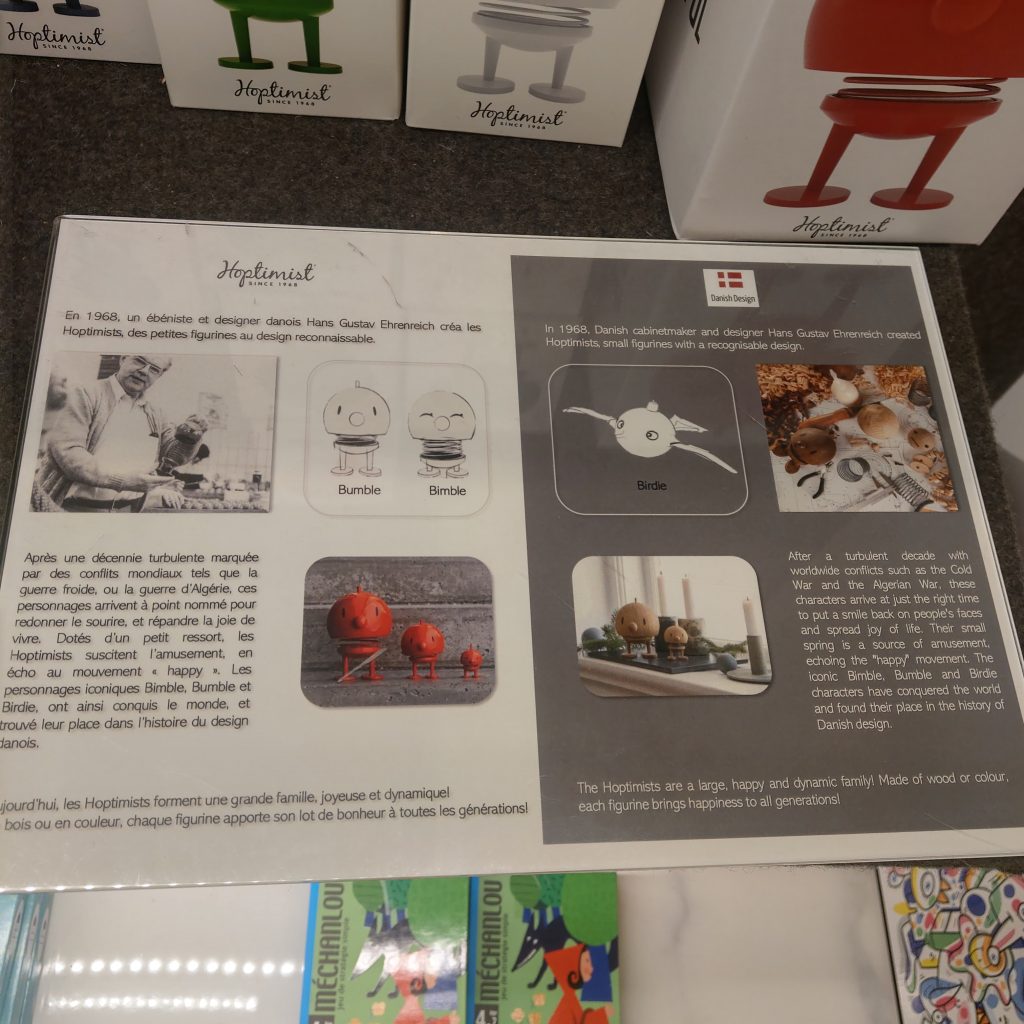 Hoptimist
SINCE 1968
Hoptimist
SINCE 1968
Hoptimist
SINCE 1968
Hoptimist
SINCE 1968
Hoptimist
SINCE 1968
En 1968, un ébéniste et designer danois Hans Gustav Ehrenreich créa les
Hoptimists, des petites figurines au design reconnaissable.
Bumble
Bimble
Après une décennie turbulente marquée
par des conflits mondiaux tels que la
guerre froide, ou la guerre d'Algérie, ces
personnages arrivent à point nommé pour
redonner le sourire, et répandre la joie de
vivre. Dotés d'un petit ressort, les
Hoptimists suscitent l'amusement, en
écho au mouvement « happy ». Les
personnages iconiques Bimble, Bumble et
Birdie, ont ainsi conquis le monde, et
trouvé leur place dans l'histoire du design
danois.
ujourd'hui, les Hoptimists forment une grande famille, joyeuse et dynamique!
bois ou en couleur, chaque figurine apporte son lot de bonheur à toutes les générations!
Danish Design
In 1968, Danish cabinetmaker and designer Hans Gustav Ehrenreich created
Hoptimists, small figurines with a recognisable design.
Birdie
After a turbulent decade with
worldwide conflicts such as the Cold
War and the Algerian War, these
characters arrive at just the right time
to put a smile back on people's faces
and spread joy of life. Their small
spring is a source of amusement,
echoing the "happy" movement. The
iconic Bimble, Bumble and Birdie
characters have conquered the world
and found their place in the history of
Danish design.
The Hoptimists are a large, happy and dynamic family! Made of wood or colour,
each figurine brings happiness to all generations!
MÉCHANLOU
jeu de stratégie simple
MÉCHANLOU
jeu de stratégie simple